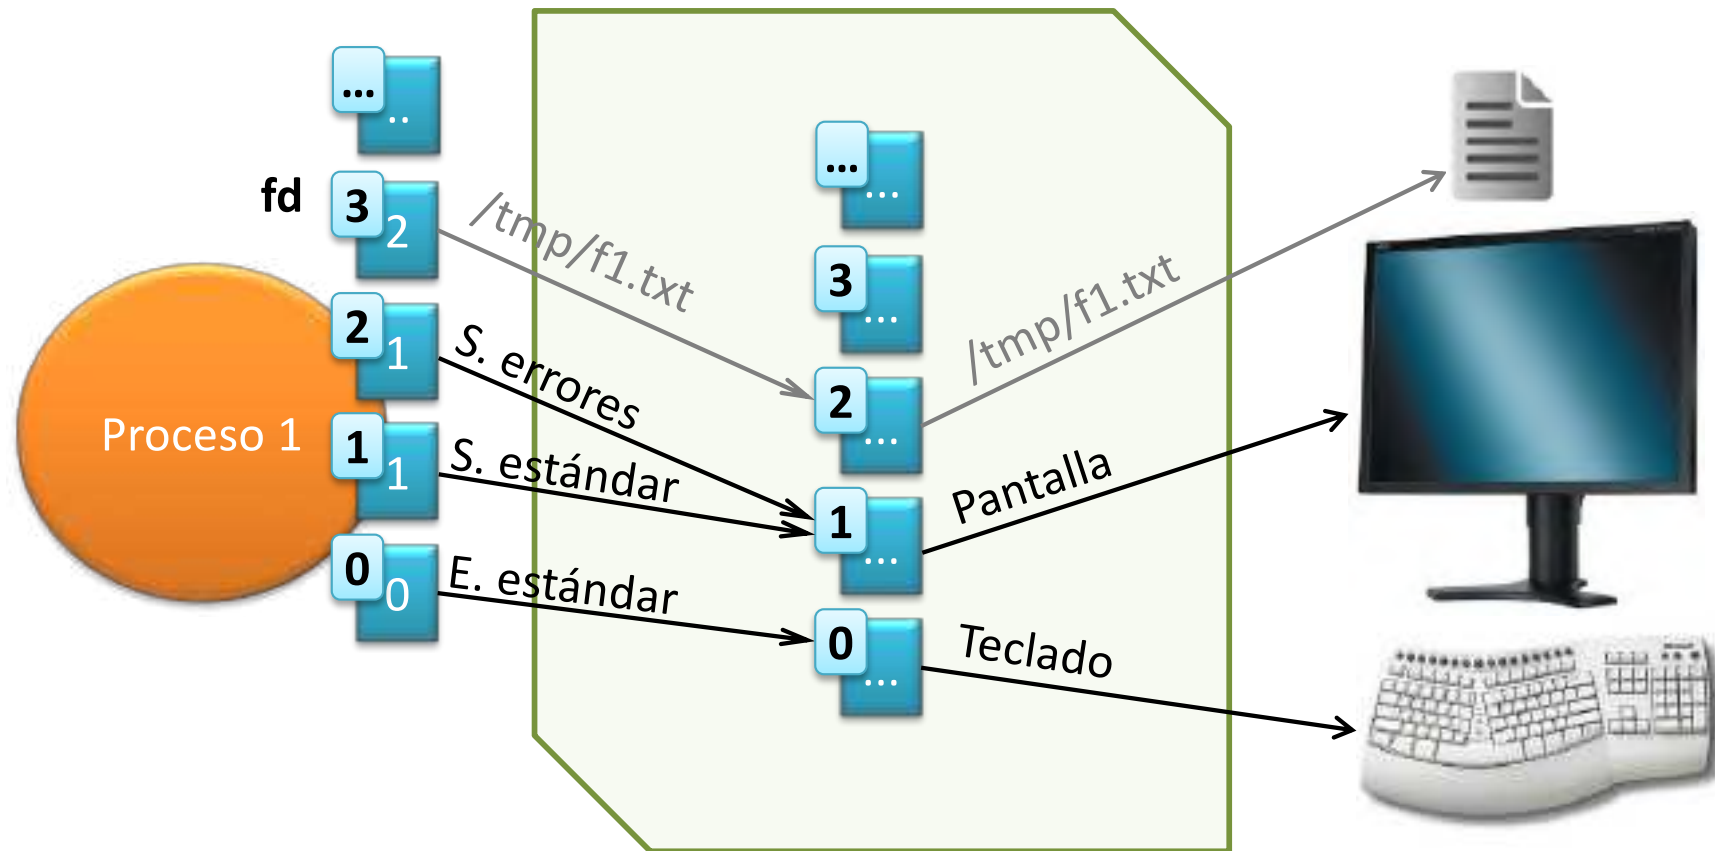 ...
..
fd
3
2
/tmp/f1.txt
2
1
S. errores
Proceso 1
1
1
S. estándar
0
0
E. estándar
...
...
3
...
2
...
/tmp/f1.txt
1
...
Pantalla
0
...
Teclado